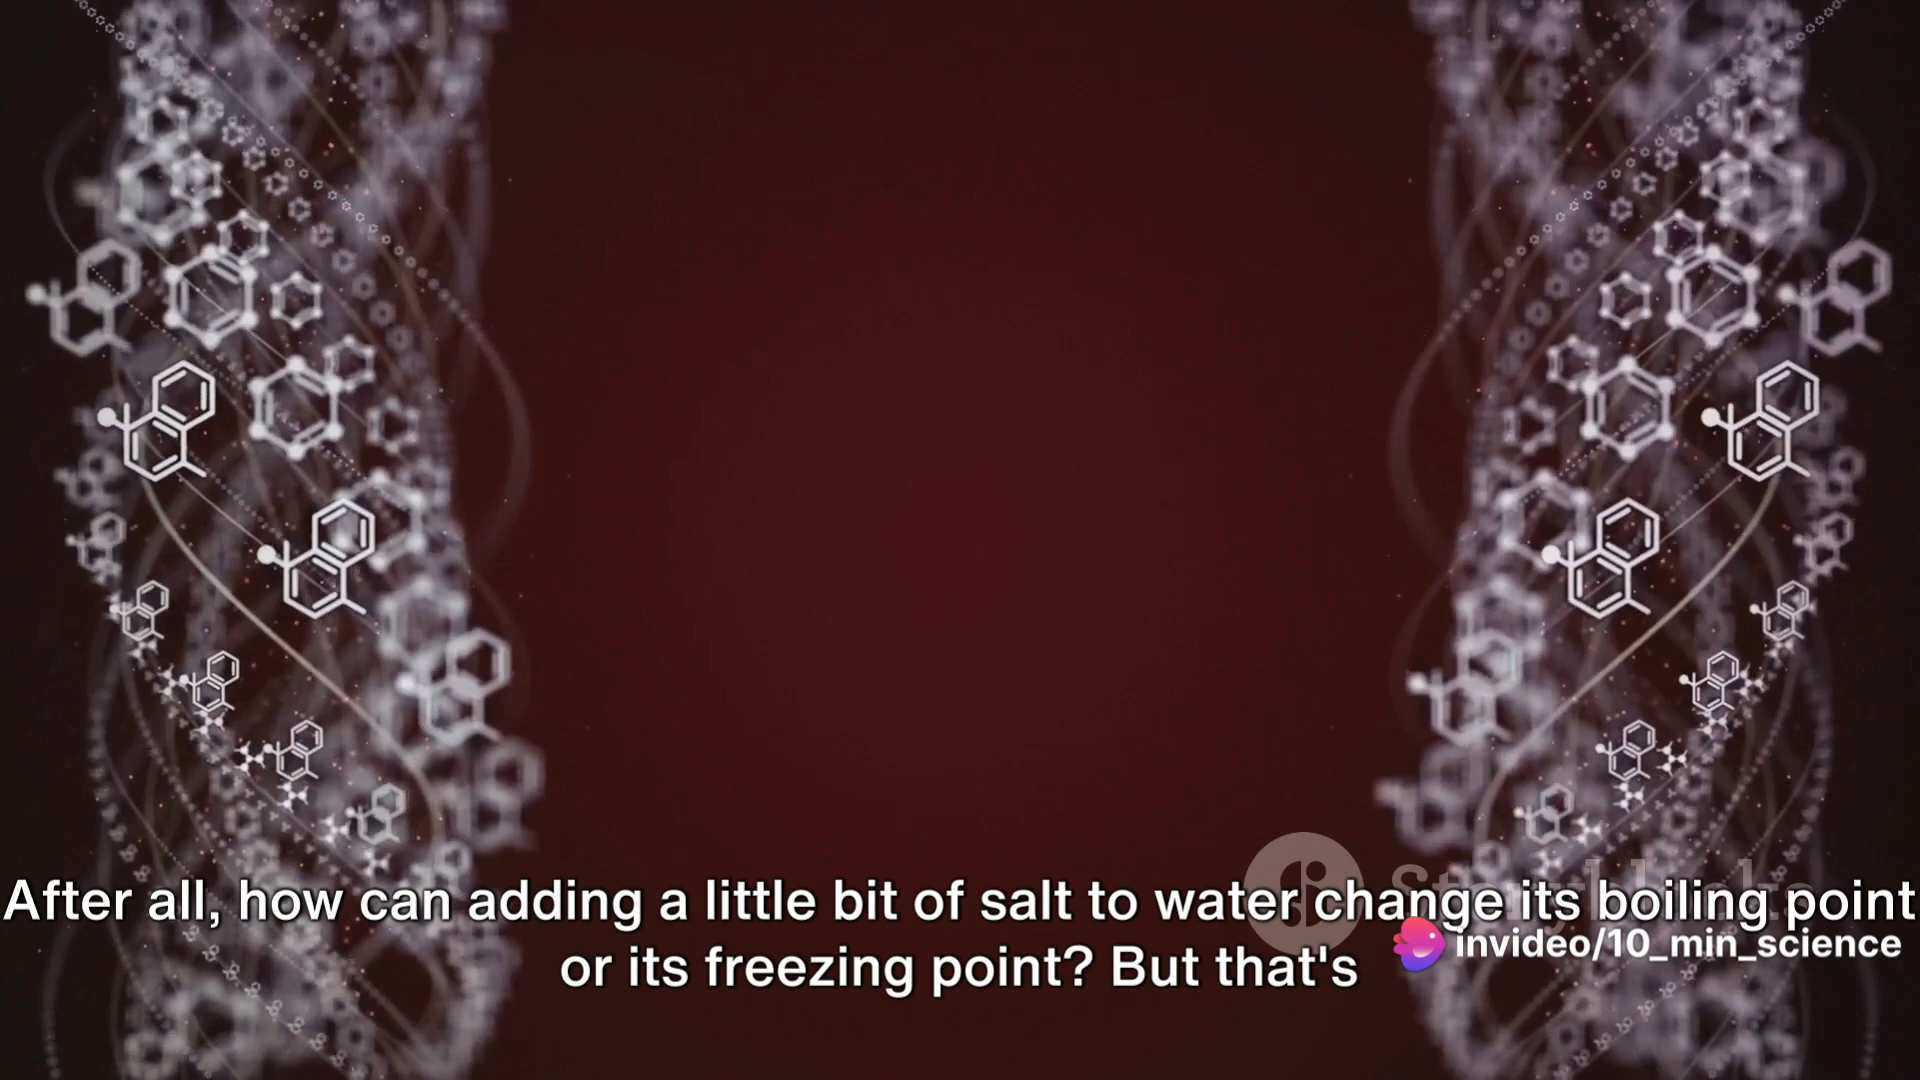 After all, how can adding a little bit of salt to water change its boiling point
or its freezing point? But that's
invideo/10_min_science